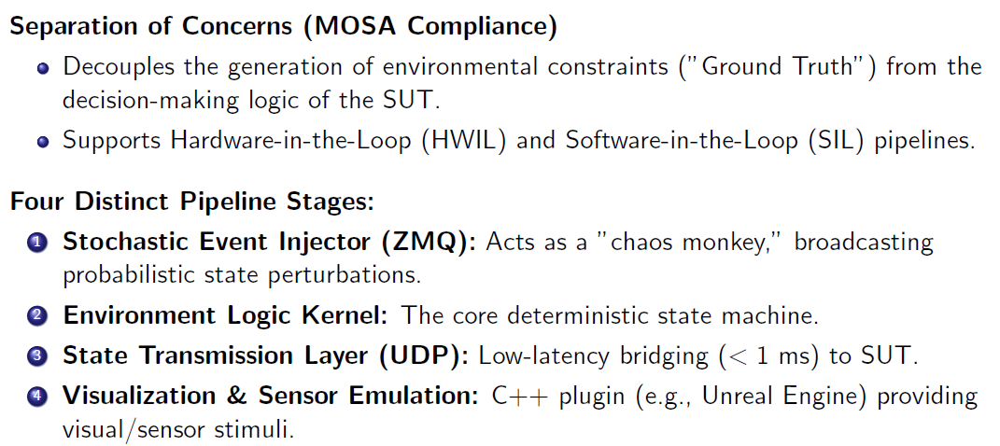 Separation of Concerns (MOSA Compliance)
Decouples the generation of environmental constraints ("Ground Truth") from the
decision-making logic of the SUT.
Supports Hardware-in-the-Loop (HWIL) and Software-in-the-Loop (SIL) pipelines.
Four Distinct Pipeline Stages:
1 Stochastic Event Injector (ZMQ): Acts as a "chaos monkey," broadcasting
probabilistic state perturbations.
2 Environment Logic Kernel: The core deterministic state machine.
3 State Transmission Layer (UDP): Low-latency bridging (< 1 ms) to SUT.
4 Visualization & Sensor Emulation: C++ plugin (e.g., Unreal Engine) providing
visual/sensor stimuli.